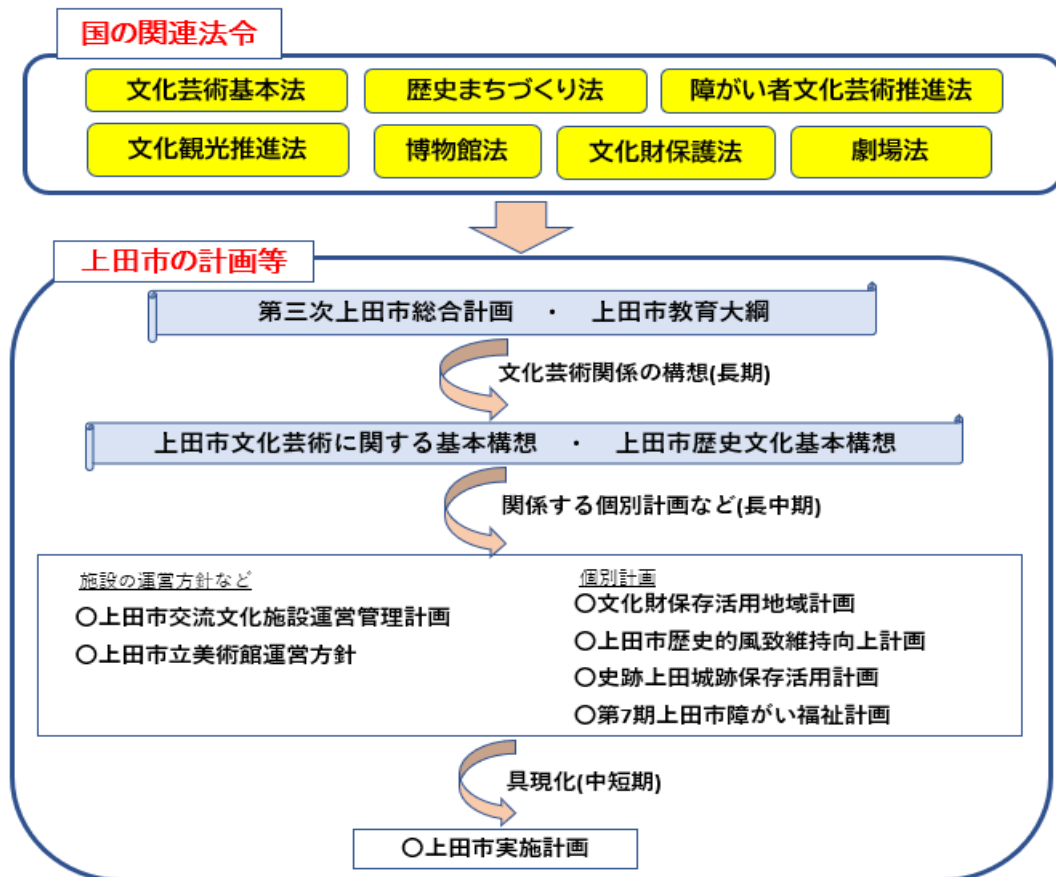 国の関連法令
文化芸術基本法
歴史まちづくり法
障がい者文化芸術推進法
文化観光推進法
博物館法
文化財保護法
劇場法
上田市の計画等
第三次上田市総合計画 ・ 上田市教育大綱
文化芸術関係の構想(長期)
上田市文化芸術に関する基本構想 ・ 上田市歴史文化基本構想
関係する個別計画など(長中期)
施設の運営方針など
〇上田市交流文化施設運営管理計画
〇上田市立美術館運営方針
個別計画
〇文化財保存活用地域計画
〇上田市歴史的風致維持向上計画
〇史跡上田城跡保存活用計画
〇第7期上田市障がい福祉計画
具現化(中短期)
〇上田市実施計画